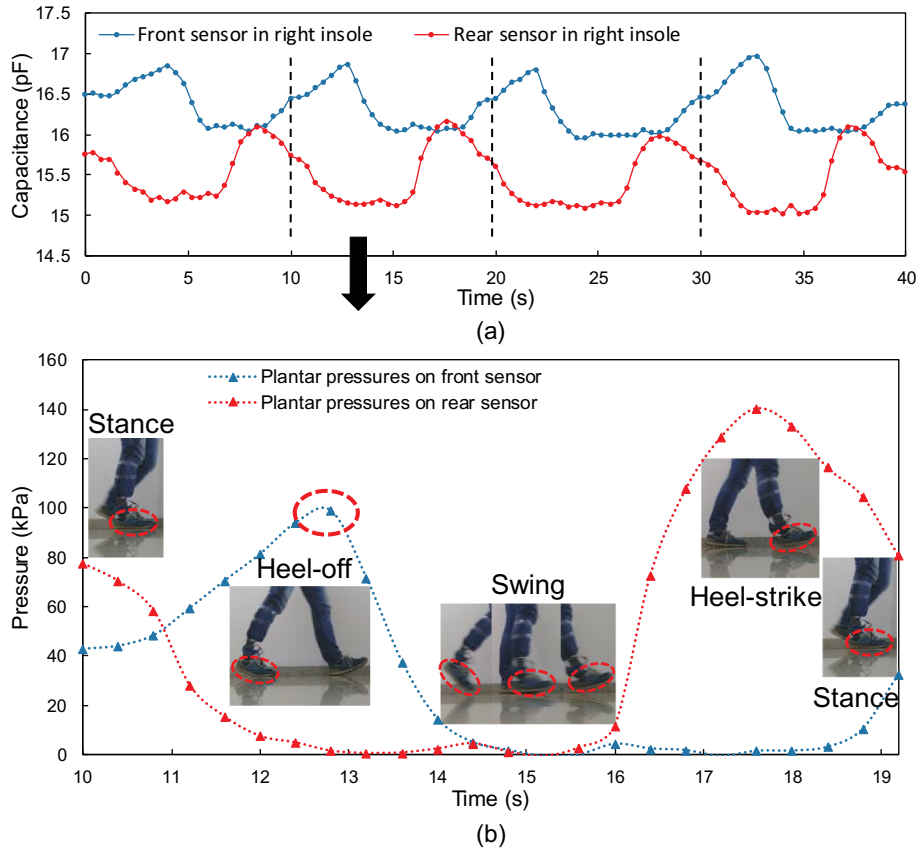 17.5
Front sensor in right insole
Rear sensor in right insole
17
16.5
16
15.5
15
14.5
Capacitance (pF)
0 5 10 15 20 25 30 35 40
Time (s)
(a)
160
Plantar pressures on front sensor
Plantar pressures on rear sensor
140
120
100
80
60
40
20
0
Pressure (kPa)
Stance
Heel-off
Swing
Heel-strike
Stance
10 11 12 13 14 15 16 17 18 19
Time (s)
(b)